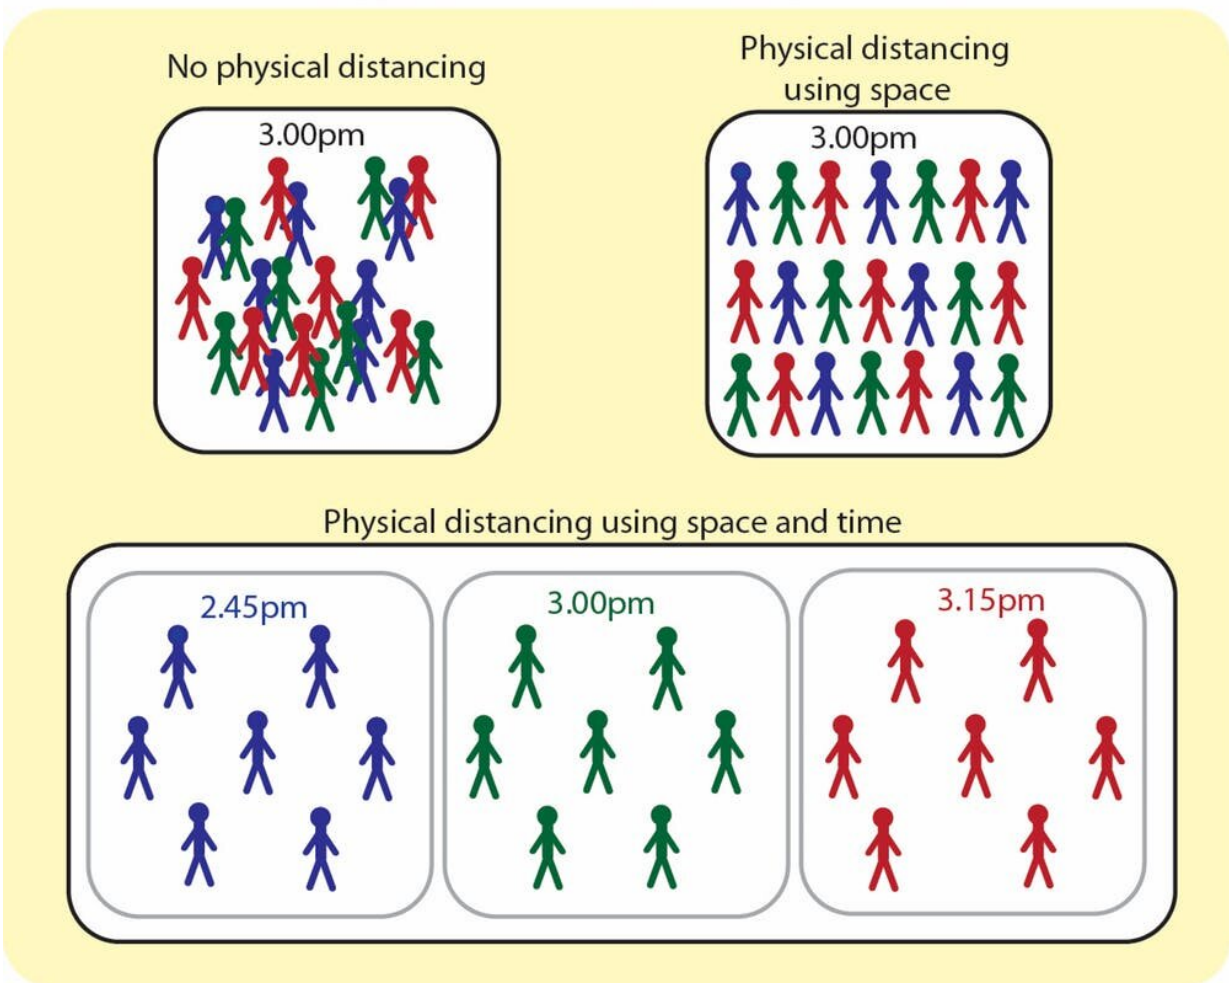 No physical distancing
3.00pm
Physical distancing
using space
3.00pm
Physical distancing using space and time
2.45pm
3.00pm
3.15pm